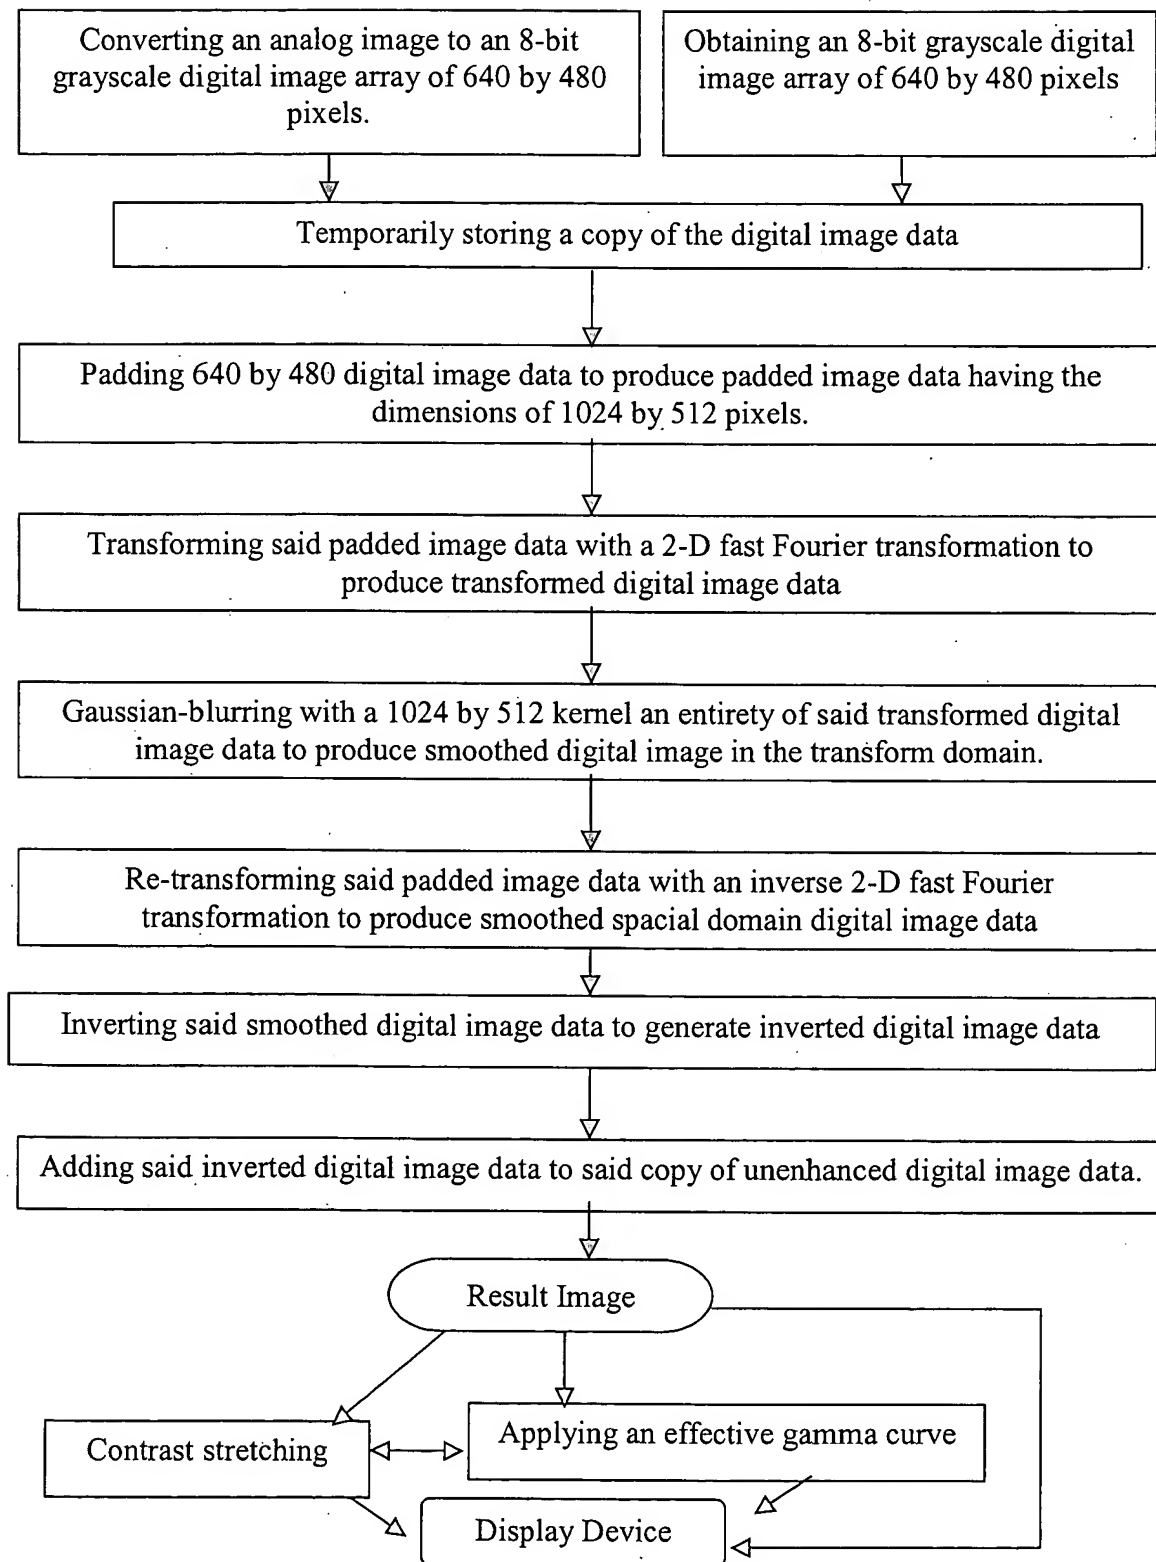 Converting an analog image to an 8-bit
grayscale digital image array of 640 by 480
pixels.
Obtaining an 8-bit grayscale digital
image array of 640 by 480 pixels
Temporarily storing a copy of the digital image data
Padding 640 by 480 digital image data to produce padded image data having the
dimensions of 1024 by 512 pixels.
Transforming said padded image data with a 2-D fast Fourier transformation to
produce transformed digital image data
Gaussian-blurring with a 1024 by 512 kernel an entirety of said transformed digital
image data to produce smoothed digital image in the transform domain.
Re-transforming said padded image data with an inverse 2-D fast Fourier
transformation to produce smoothed spacial domain digital image data
Inverting said smoothed digital image data to generate inverted digital image data
Adding said inverted digital image data to said copy of unenhanced digital image data.
Result Image
Contrast stretching
Applying an effective gamma curve
Display Device